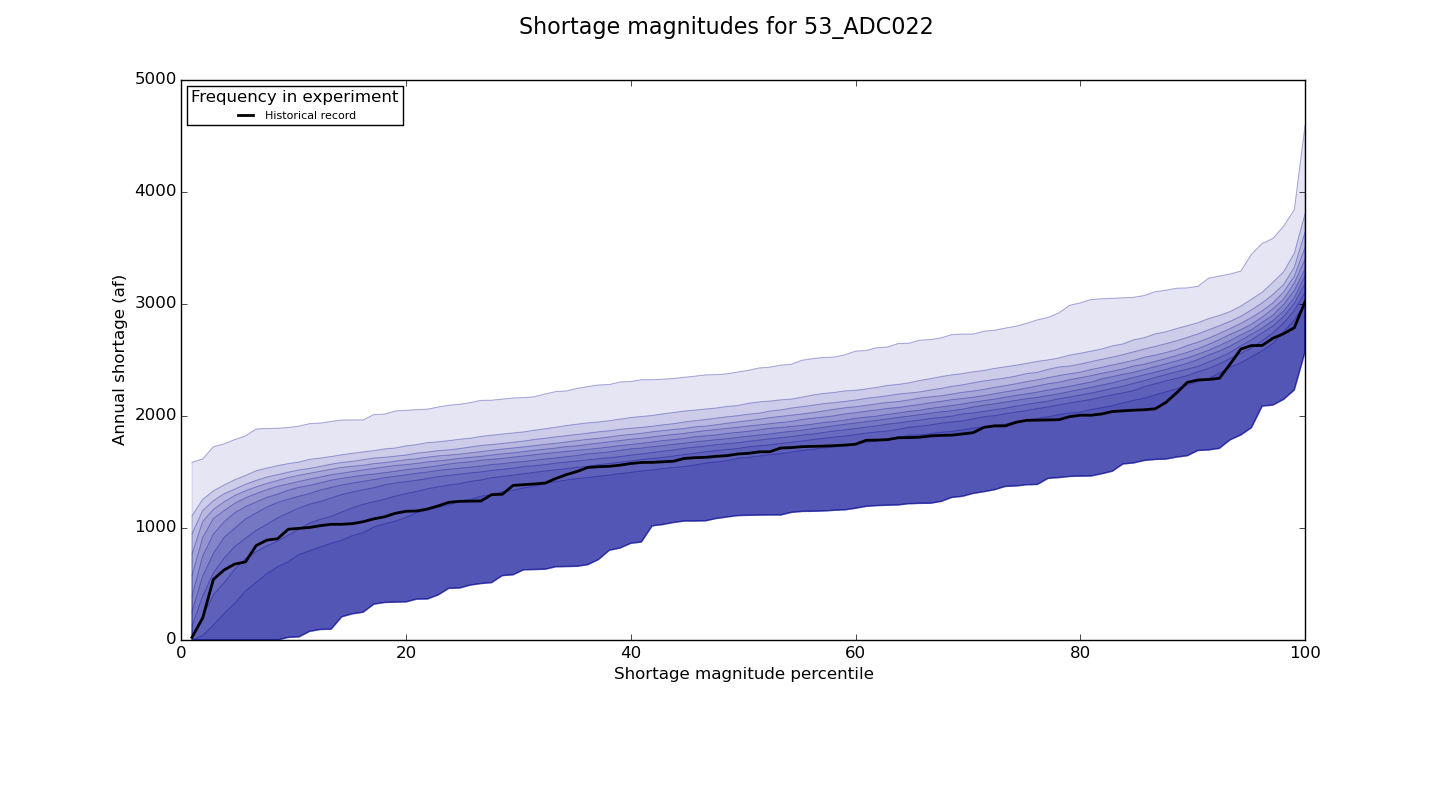 Shortage magnitudes for 53_ADC022
5000
4000
3000
2000
1000
0
Annual shortage (af)
Frequency in experiment
Historical record
0 20 40 60 80 100
Shortage magnitude percentile